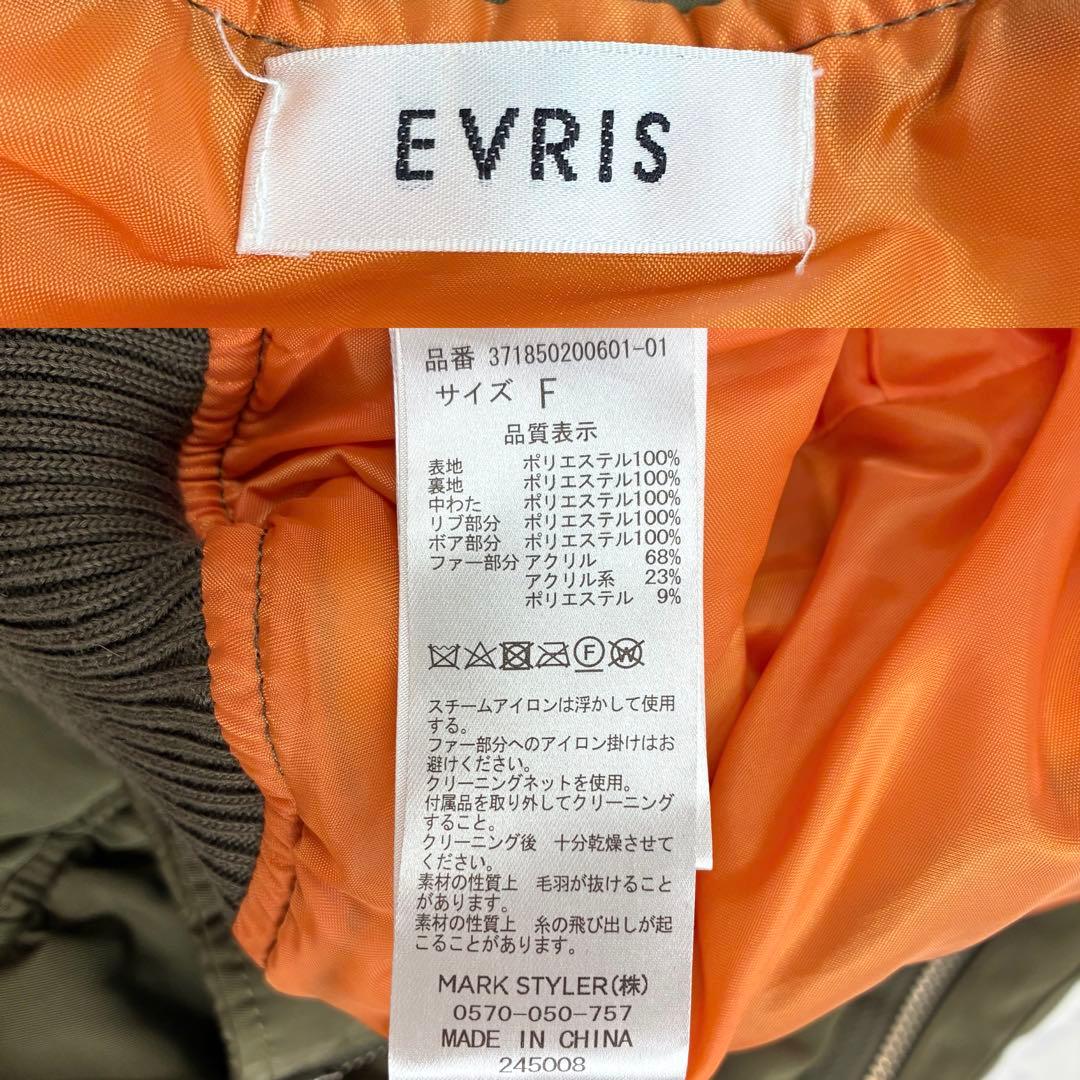 EVRIS
品番 371850200601-01
サイズ F
品質表示
表地 ポリエステル100%
裏地 ポリエステル100%
中わた ポリエステル100%
リブ部分 ポリエステル100%
ボア部分 ポリエステル100%
ファー部分 アクリル 68%
アクリル系 23%
ポリエステル 9%
F W
スチームアイロンは浮かして使用
する。
ファー部分へのアイロン掛けはお
避けください。
クリーニングネットを使用。
付属品を取り外してクリーニング
すること。
クリーニング後 十分乾燥させて
ください。
素材の性質上 毛羽が抜けること
があります。
素材の性質上 糸の飛び出しが起
こることがあります。
MARK STYLER(株)
0570-050-757
MADE IN CHINA
245008